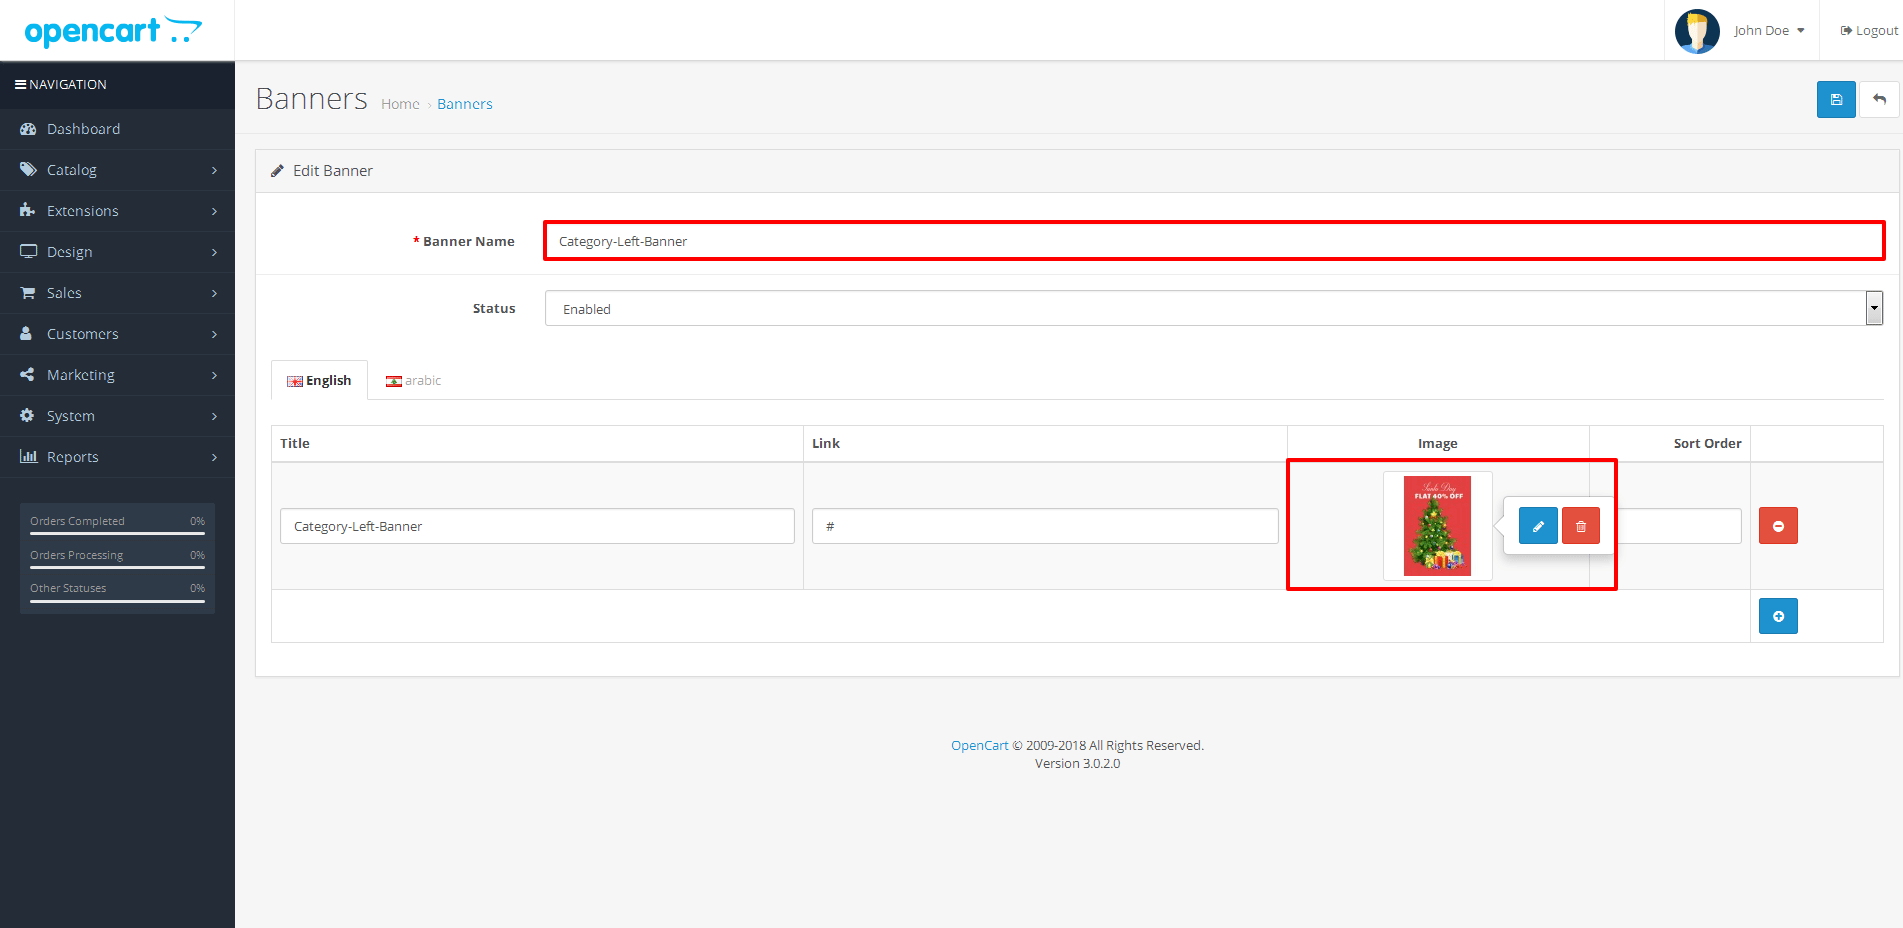 opencart
John Doe
Logout
NAVIGATION
Dashboard
Catalog
Extensions
Design
Sales
Customers
Marketing
System
Reports
Orders Completed 0%
Orders Processing 0%
Other Statuses 0%
Banners Home › Banners
Edit Banner
* Banner Name Category-Left-Banner
Status Enabled
English arabic
Title Link Image Sort Order
Santa Day
FLAT 40% OFF
Category-Left-Banner #
OpenCart © 2009-2018 All Rights Reserved.
Version 3.0.2.0